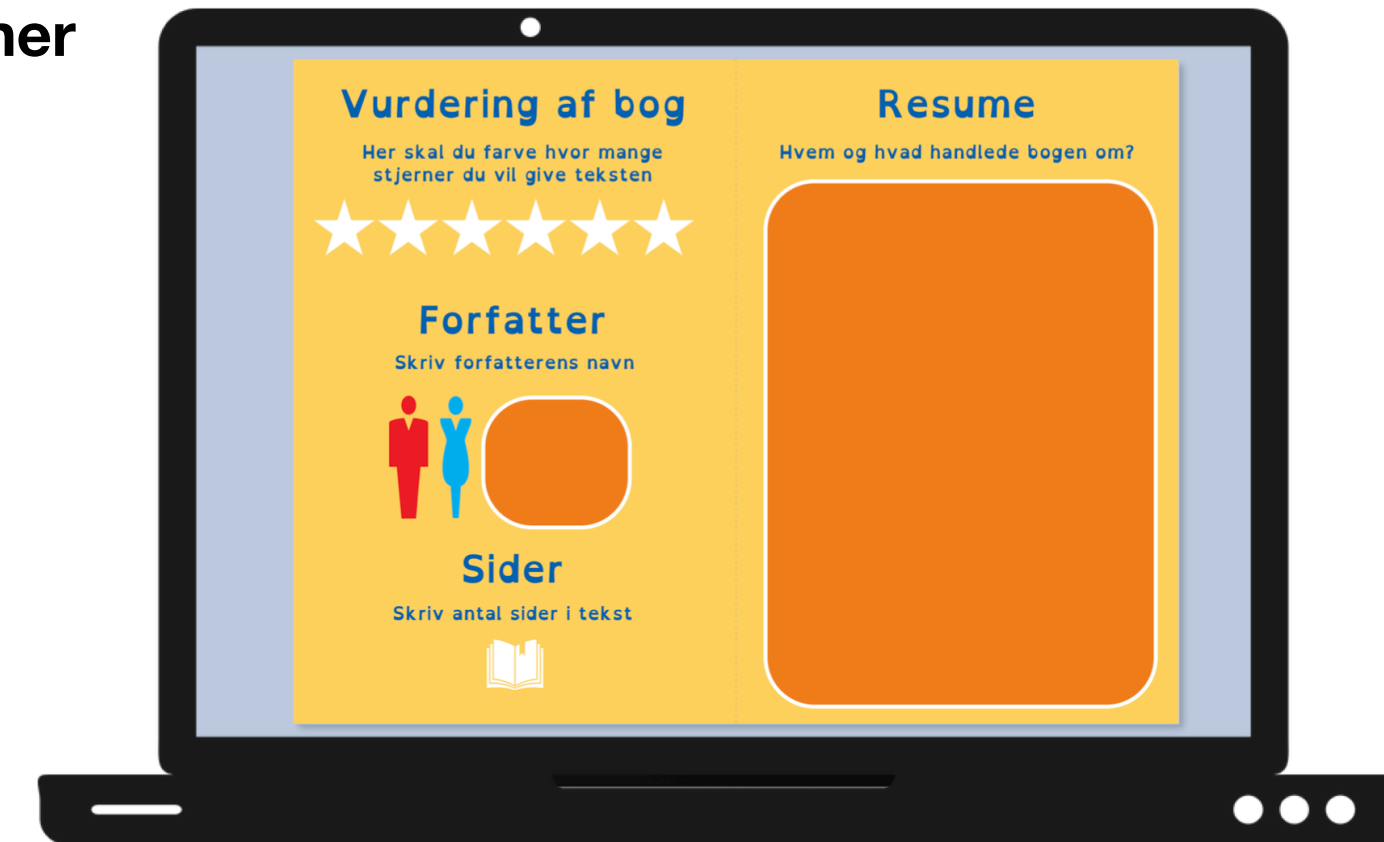 Vurdering af bog
Her skal du farve hvor mange
stjerner du vil give teksten
Forfatter
Skriv forfatterens navn
Sider
Skriv antal sider i tekst
Resume
Hvem og hvad handlede bogen om?